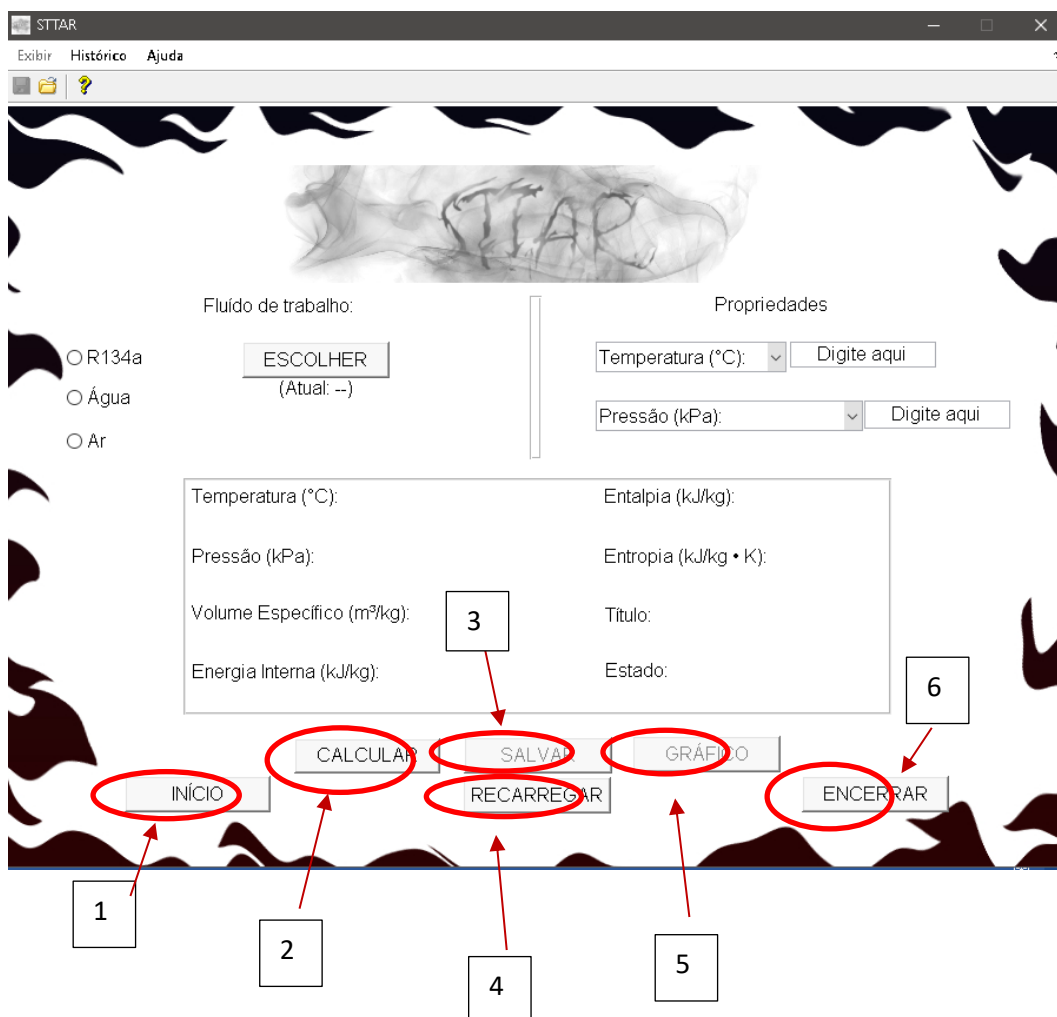 STTAR
Exibir Histórico Ajuda
STTAR
Fluído de trabalho:
Propriedades
R134a
ESCOLHER
(Atual: --)
Água
Ar
Temperatura (°C):
Digite aqui
Pressão (kPa):
Digite aqui
Temperatura (°C):
Entalpia (kJ/kg):
Pressão (kPa):
Entropia (kJ/kg • K):
Volume Específico (m³/kg):
3
Título:
Energia Interna (kJ/kg):
Estado:
6
CALCULAR
SALVAR
GRÁFICO
INÍCIO
RECARREGAR
ENCERRAR
1
2
4
5